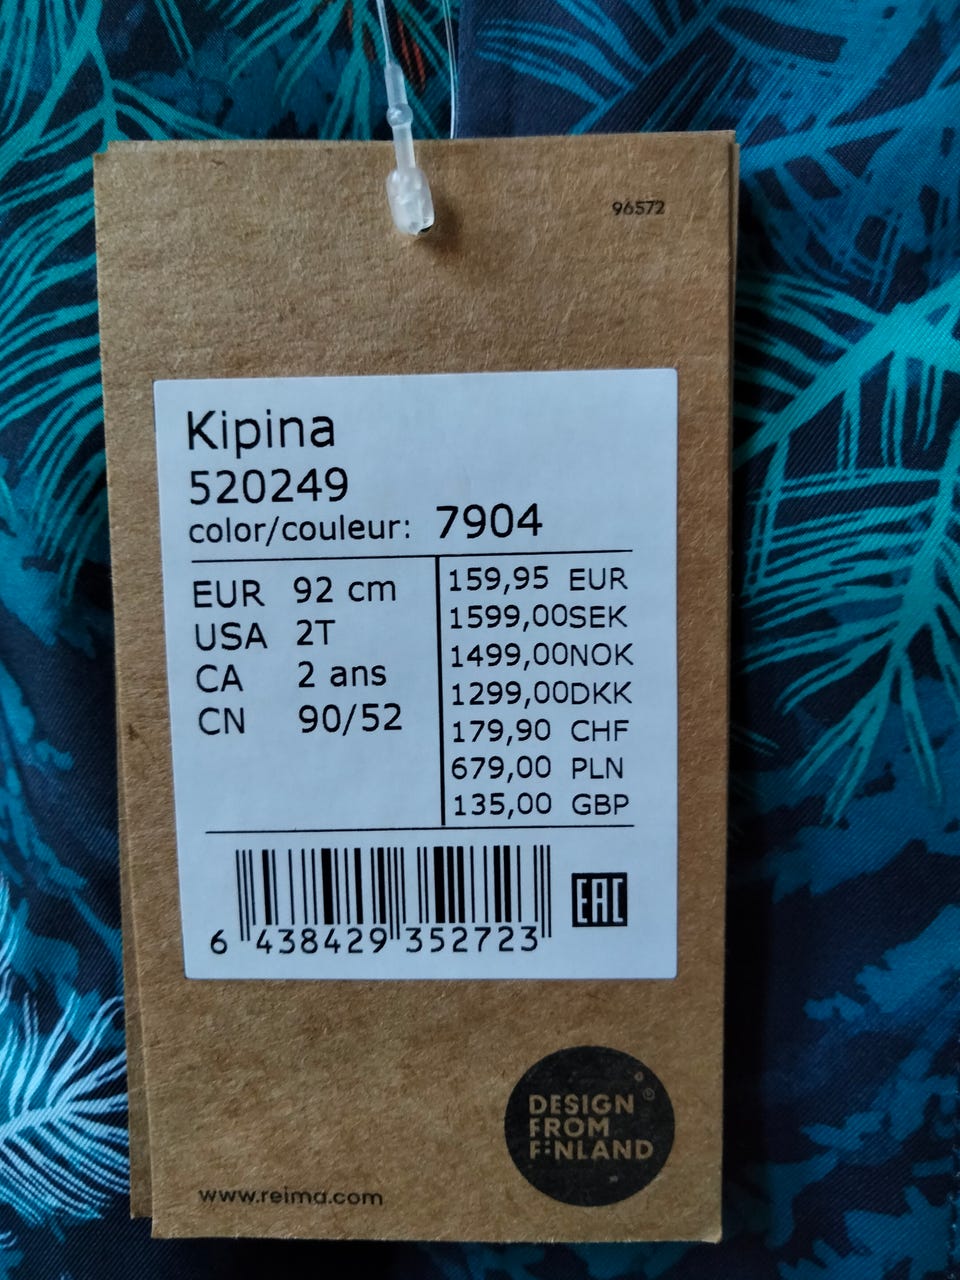 96572
Kipina
520249
color/couleur: 7904
EUR 92 cm
USA 2T
CA 2 ans
CN 90/52
159,95 EUR
1599,00SEK
1499,00NOK
1299,00DKK
179,90 CHF
679,00 PLN
135,00 GBP
6 438429 352723
EAC
DESIGN
FROM
FINLAND
www.reima.com